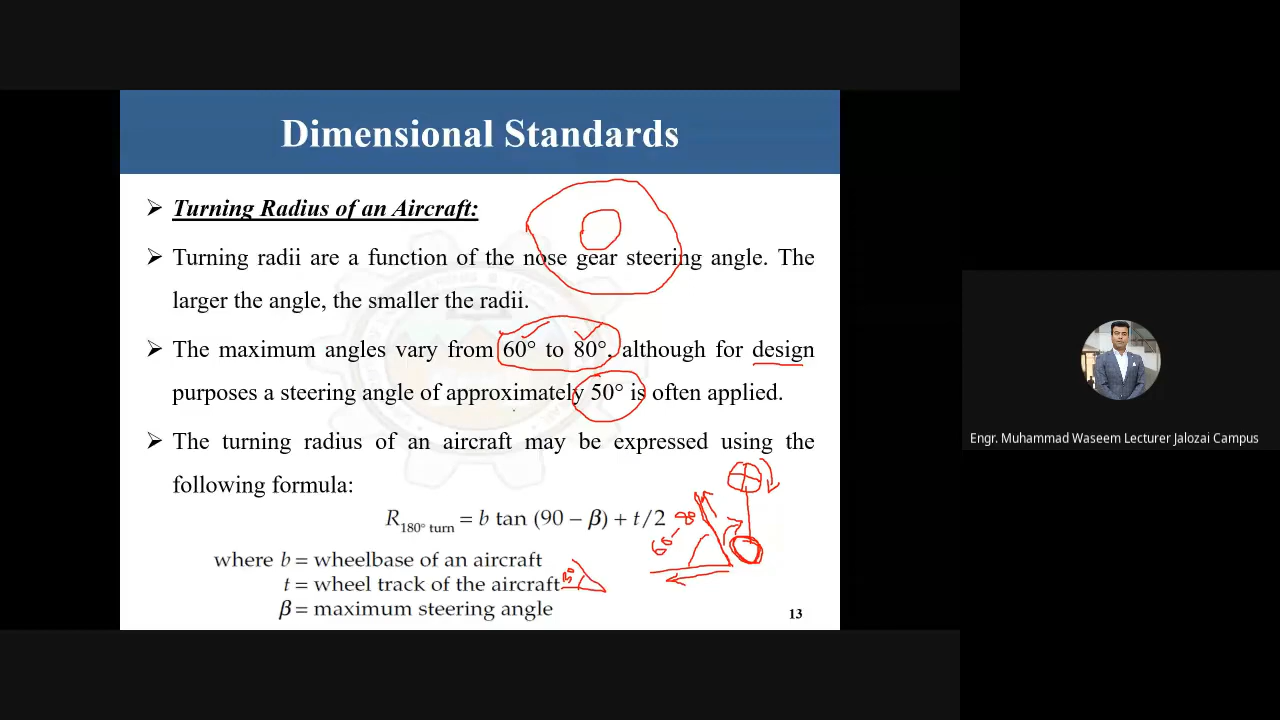 Dimensional Standards
➢ Turning Radius of an Aircraft:
➢ Turning radii are a function of the nose gear steering angle. The
larger the angle, the smaller the radii.
➢ The maximum angles vary from 60° to 80°, although for design
purposes a steering angle of approximately 50° is often applied.
➢ The turning radius of an aircraft may be expressed using the
following formula:
R180° turn = b tan (90 – β) + t/2
where b = wheelbase of an aircraft
t = wheel track of the aircraft
β = maximum steering angle
13
Engr. Muhammad Waseem Lecturer Jalozai Campus